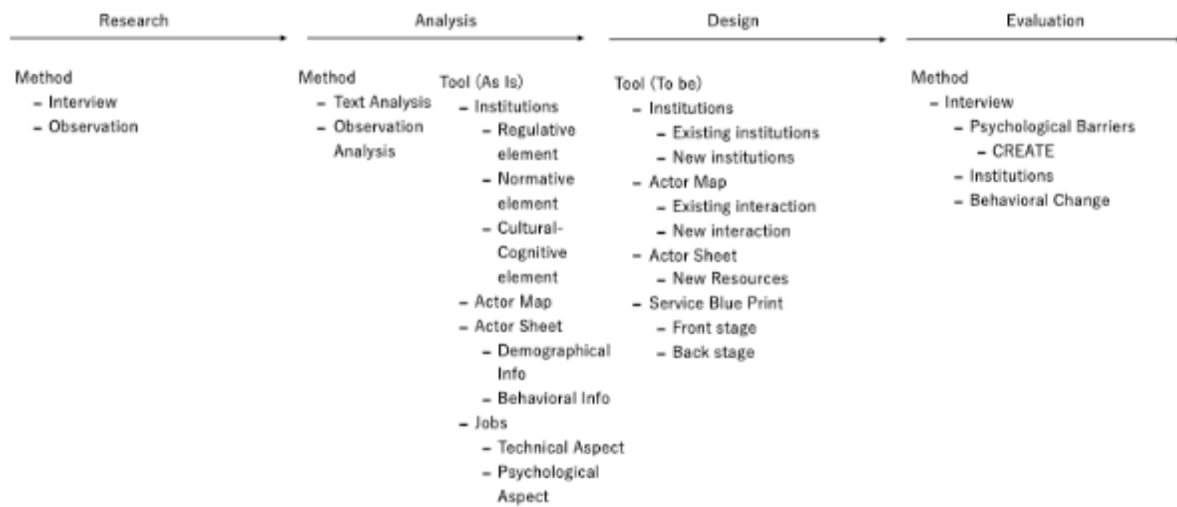 Research
Method
– Interview
– Observation
Analysis
Method
– Text Analysis
– Observation
Analysis
Tool (As Is)
– Institutions
– Regulative
element
– Normative
element
– Cultural-
Cognitive
element
– Actor Map
– Actor Sheet
– Demographical
Info
– Behavioral Info
– Jobs
– Technical Aspect
– Psychological
Aspect
Design
Tool (To be)
– Institutions
– Existing institutions
– New institutions
– Actor Map
– Existing interaction
– New interaction
– Actor Sheet
– New Resources
– Service Blue Print
– Front stage
– Back stage
Evaluation
Method
– Interview
– Psychological Barriers
– CREATE
– Institutions
– Behavioral Change